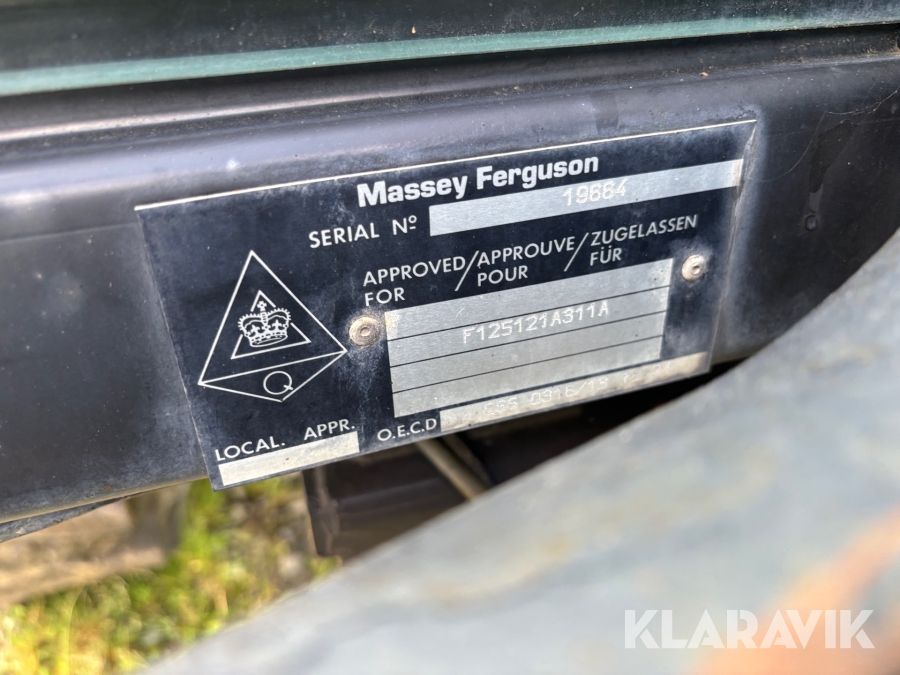 Massey Ferguson
SERIAL Nº 19664
APPROVED/APPROUVE/ZUGELASSEN
FOR POUR FÜR
F125121A311A
Q
LOCAL. APPR. O.E.C.D
KLARAVIK